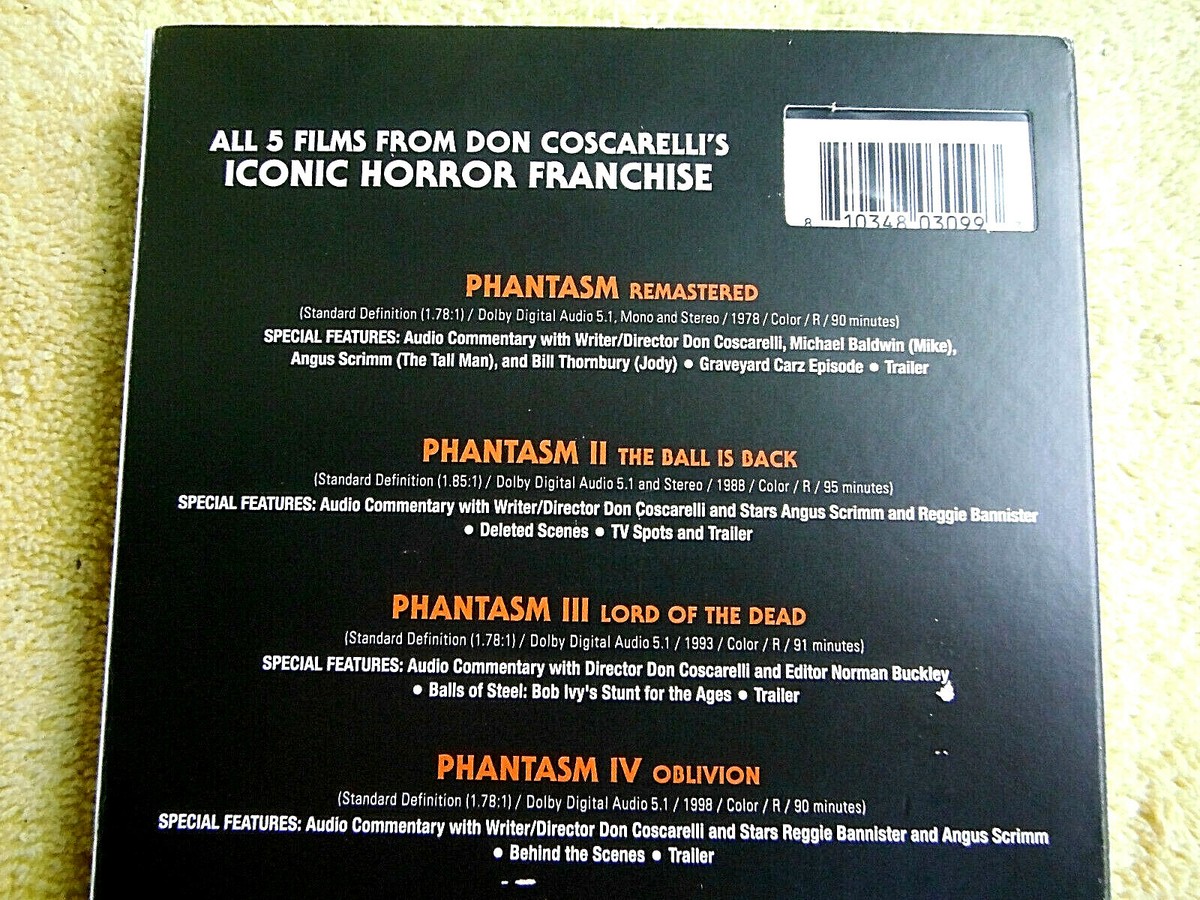 ALL 5 FILMS FROM DON COSCARELLI'S
ICONIC HORROR FRANCHISE
8 10348 03099
PHANTASM REMASTERED
(Standard Definition (1.78:1) / Dolby Digital Audio 5.1, Mono and Stereo / 1978 / Color / R / 90 minutes)
SPECIAL FEATURES: Audio Commentary with Writer/Director Don Coscarelli, Michael Baldwin (Mike),
Angus Scrimm (The Tall Man), and Bill Thornbury (Jody) ● Graveyard Carz Episode ● Trailer
PHANTASM II THE BALL IS BACK
(Standard Definition (1.85:1) / Dolby Digital Audio 5.1 and Stereo / 1988 / Color / R / 95 minutes)
SPECIAL FEATURES: Audio Commentary with Writer/Director Don Coscarelli and Stars Angus Scrimm and Reggie Bannister
● Deleted Scenes ● TV Spots and Trailer
PHANTASM III LORD OF THE DEAD
(Standard Definition (1.78:1) / Dolby Digital Audio 5.1 / 1993 / Color / R / 91 minutes)
SPECIAL FEATURES: Audio Commentary with Director Don Coscarelli and Editor Norman Buckley
● Balls of Steel: Bob Ivy's Stunt for the Ages ● Trailer
PHANTASM IV OBLIVION
(Standard Definition (1.78:1) / Dolby Digital Audio 5.1 / 1998 / Color / R / 90 minutes)
SPECIAL FEATURES: Audio Commentary with Writer/Director Don Coscarelli and Stars Reggie Bannister and Angus Scrimm
● Behind the Scenes ● Trailer